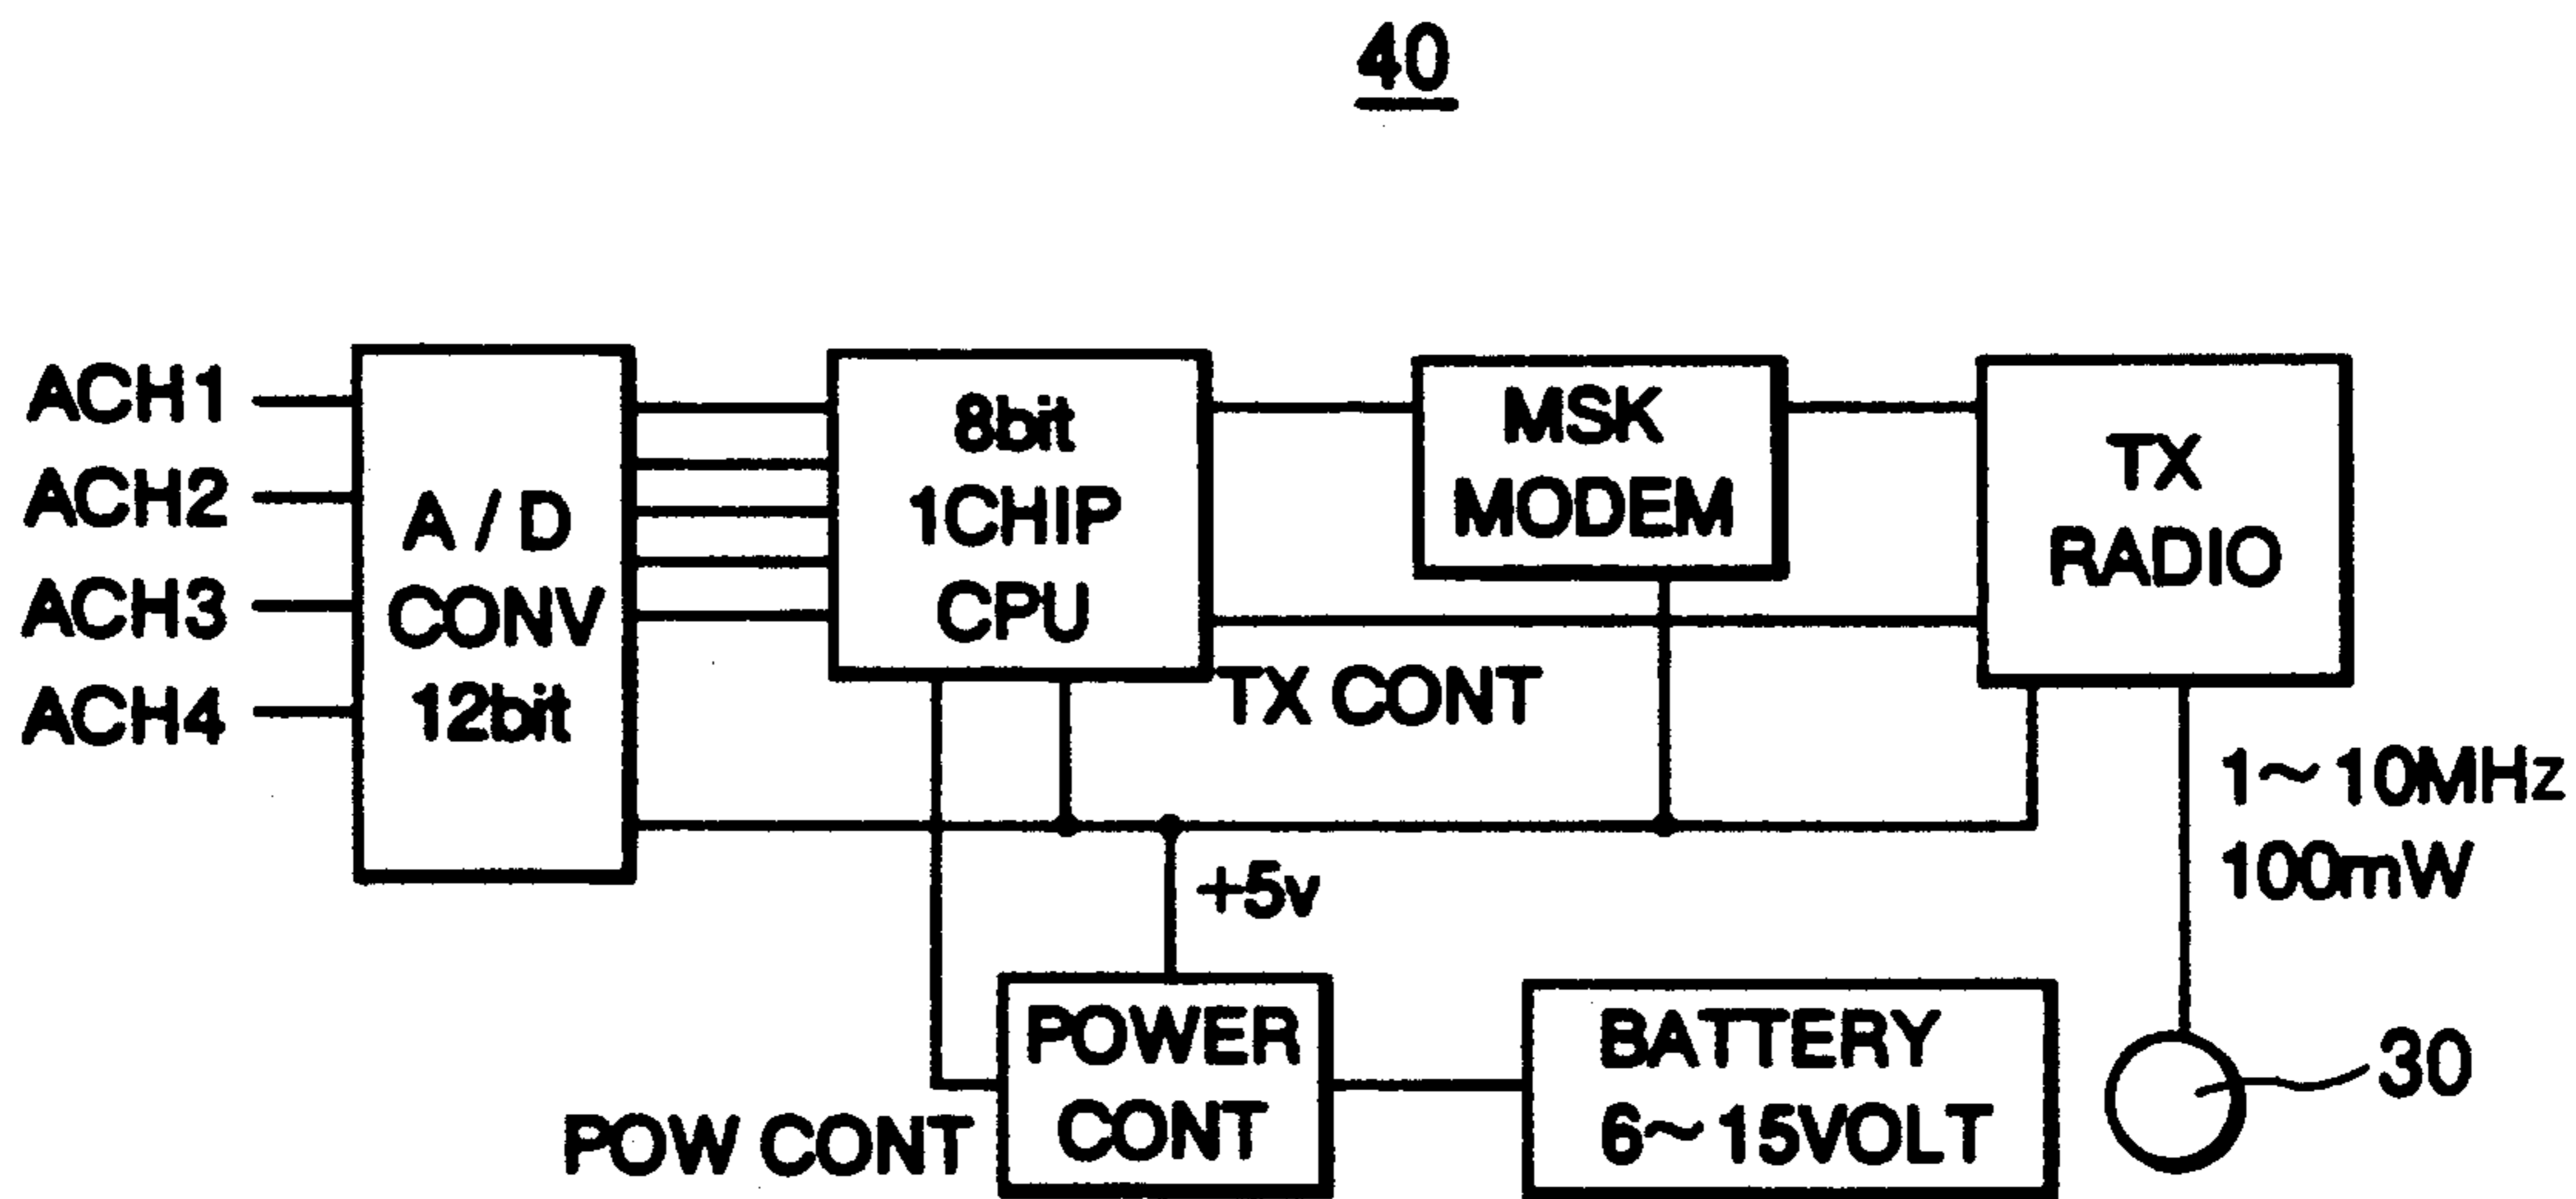 40
ACH1
ACH2
ACH3
ACH4
A / D
CONV
12bit
8bit
1CHIP
CPU
MSK
MODEM
TX
RADIO
TX CONT
1~10MHz
100mW
+5v
POW CONT
POWER
CONT
BATTERY
6~15VOLT
30